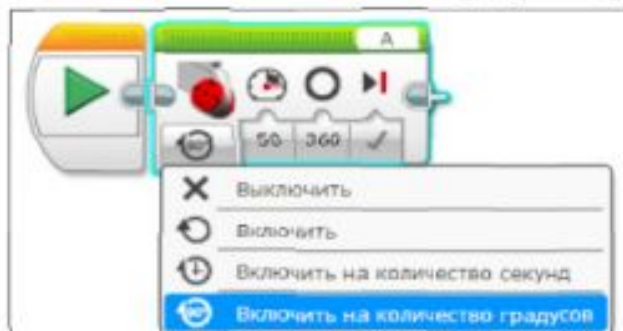 A
50 360
Выключить
Включить
Включить на количество секунд
Включить на количество градусов